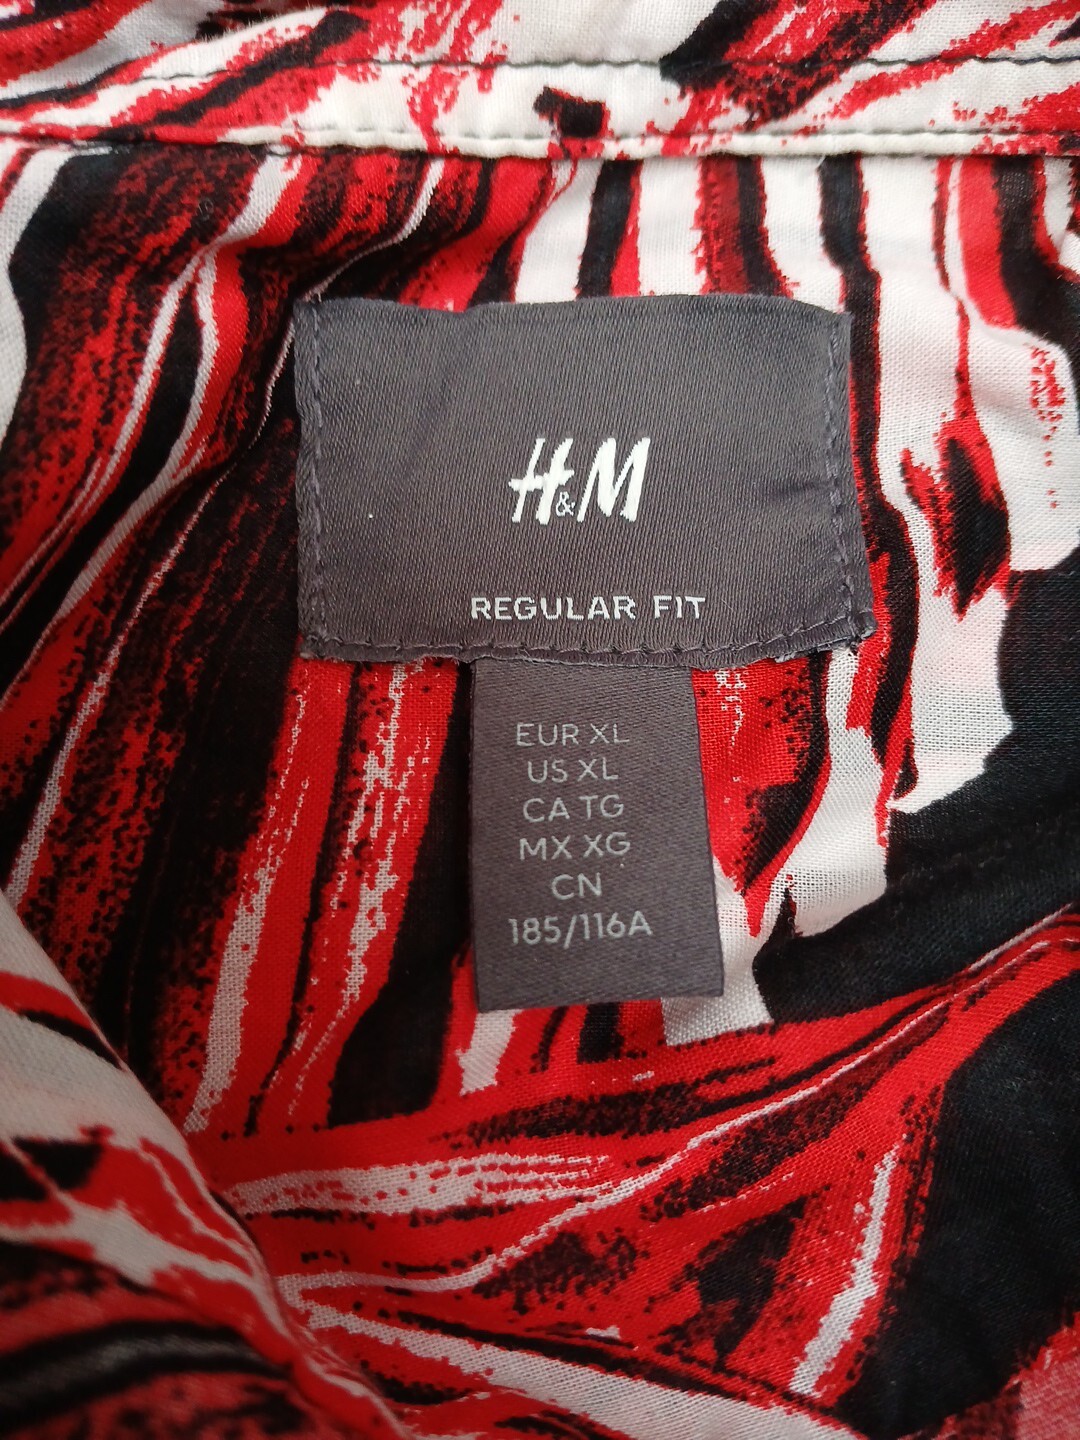 H&M
REGULAR FIT
EUR XL
US XL
CA TG
MX XG
CN
185/116A